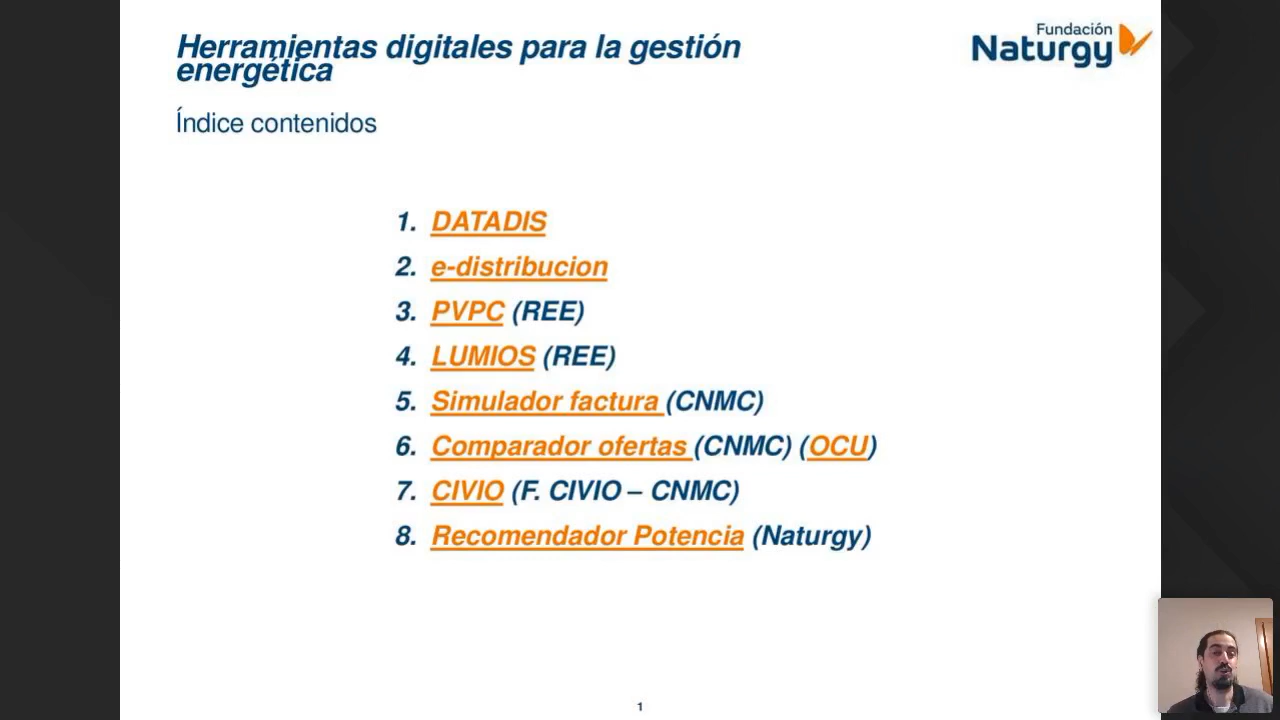 Herramientas digitales para la gestión
energética
Fundación
Naturgy
Índice contenidos
1. DATADIS
2. e-distribucion
3. PVPC (REE)
4. LUMIOS (REE)
5. Simulador factura (CNMC)
6. Comparador ofertas (CNMC) (OCU)
7. CIVIO (F. CIVIO – CNMC)
8. Recomendador Potencia (Naturgy)
1